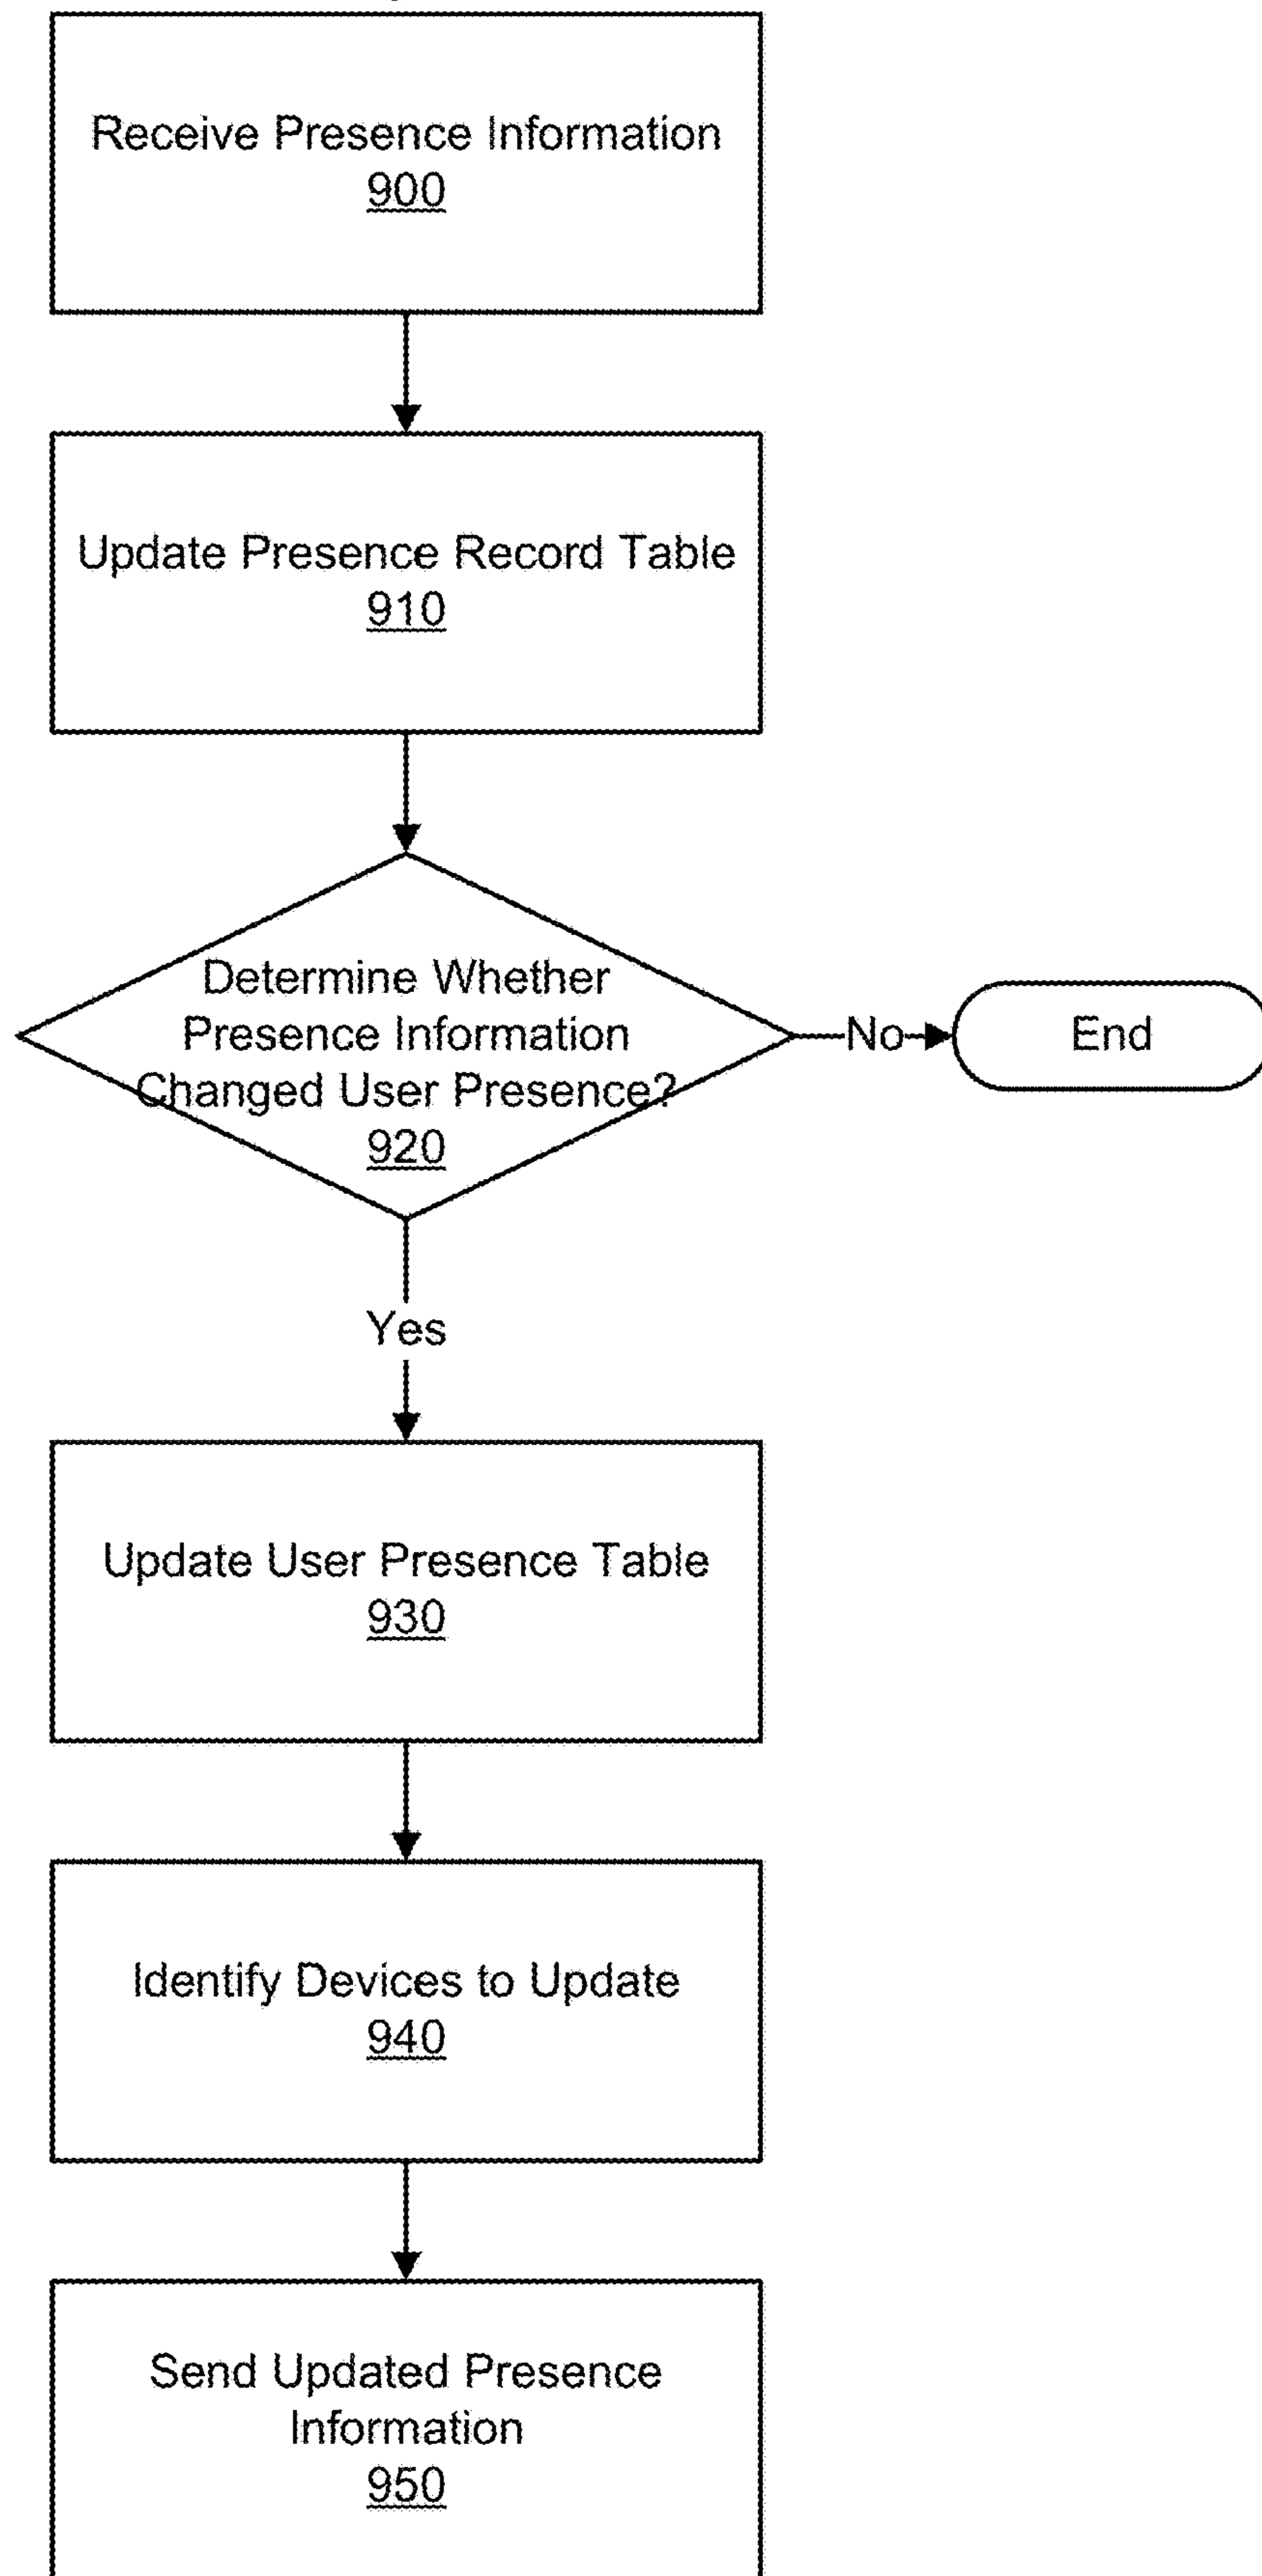 Receive Presence Information
900
Update Presence Record Table
910
Determine Whether
Presence Information
Changed User Presence?
920
No
End
Yes
Update User Presence Table
930
Identify Devices to Update
940
Send Updated Presence
Information
950